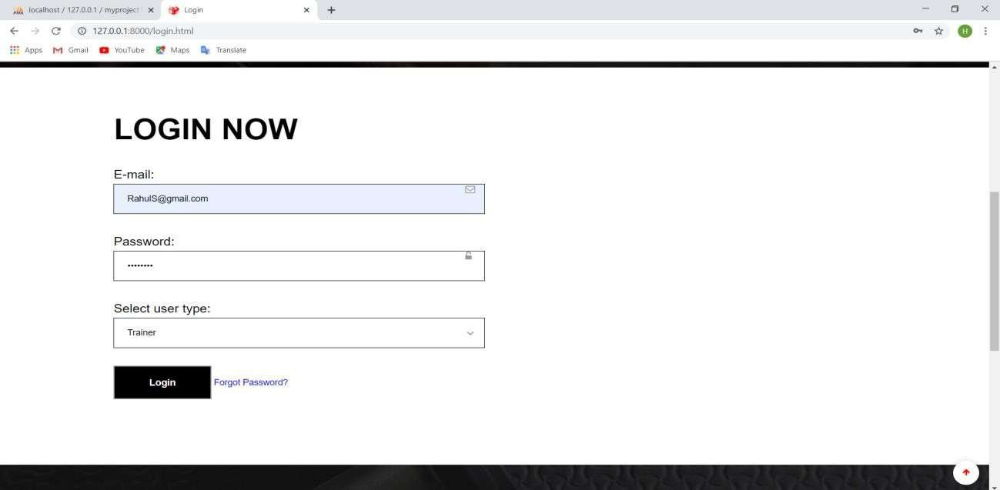 localhost / 127.0.0.1 / myproject
Login
127.0.0.1:8000/login.html
H
Apps
Gmail
YouTube
Maps
Translate
LOGIN NOW
E-mail:
RahulS@gmail.com
Password:
••••••••
Select user type:
Trainer
Login Forgot Password?